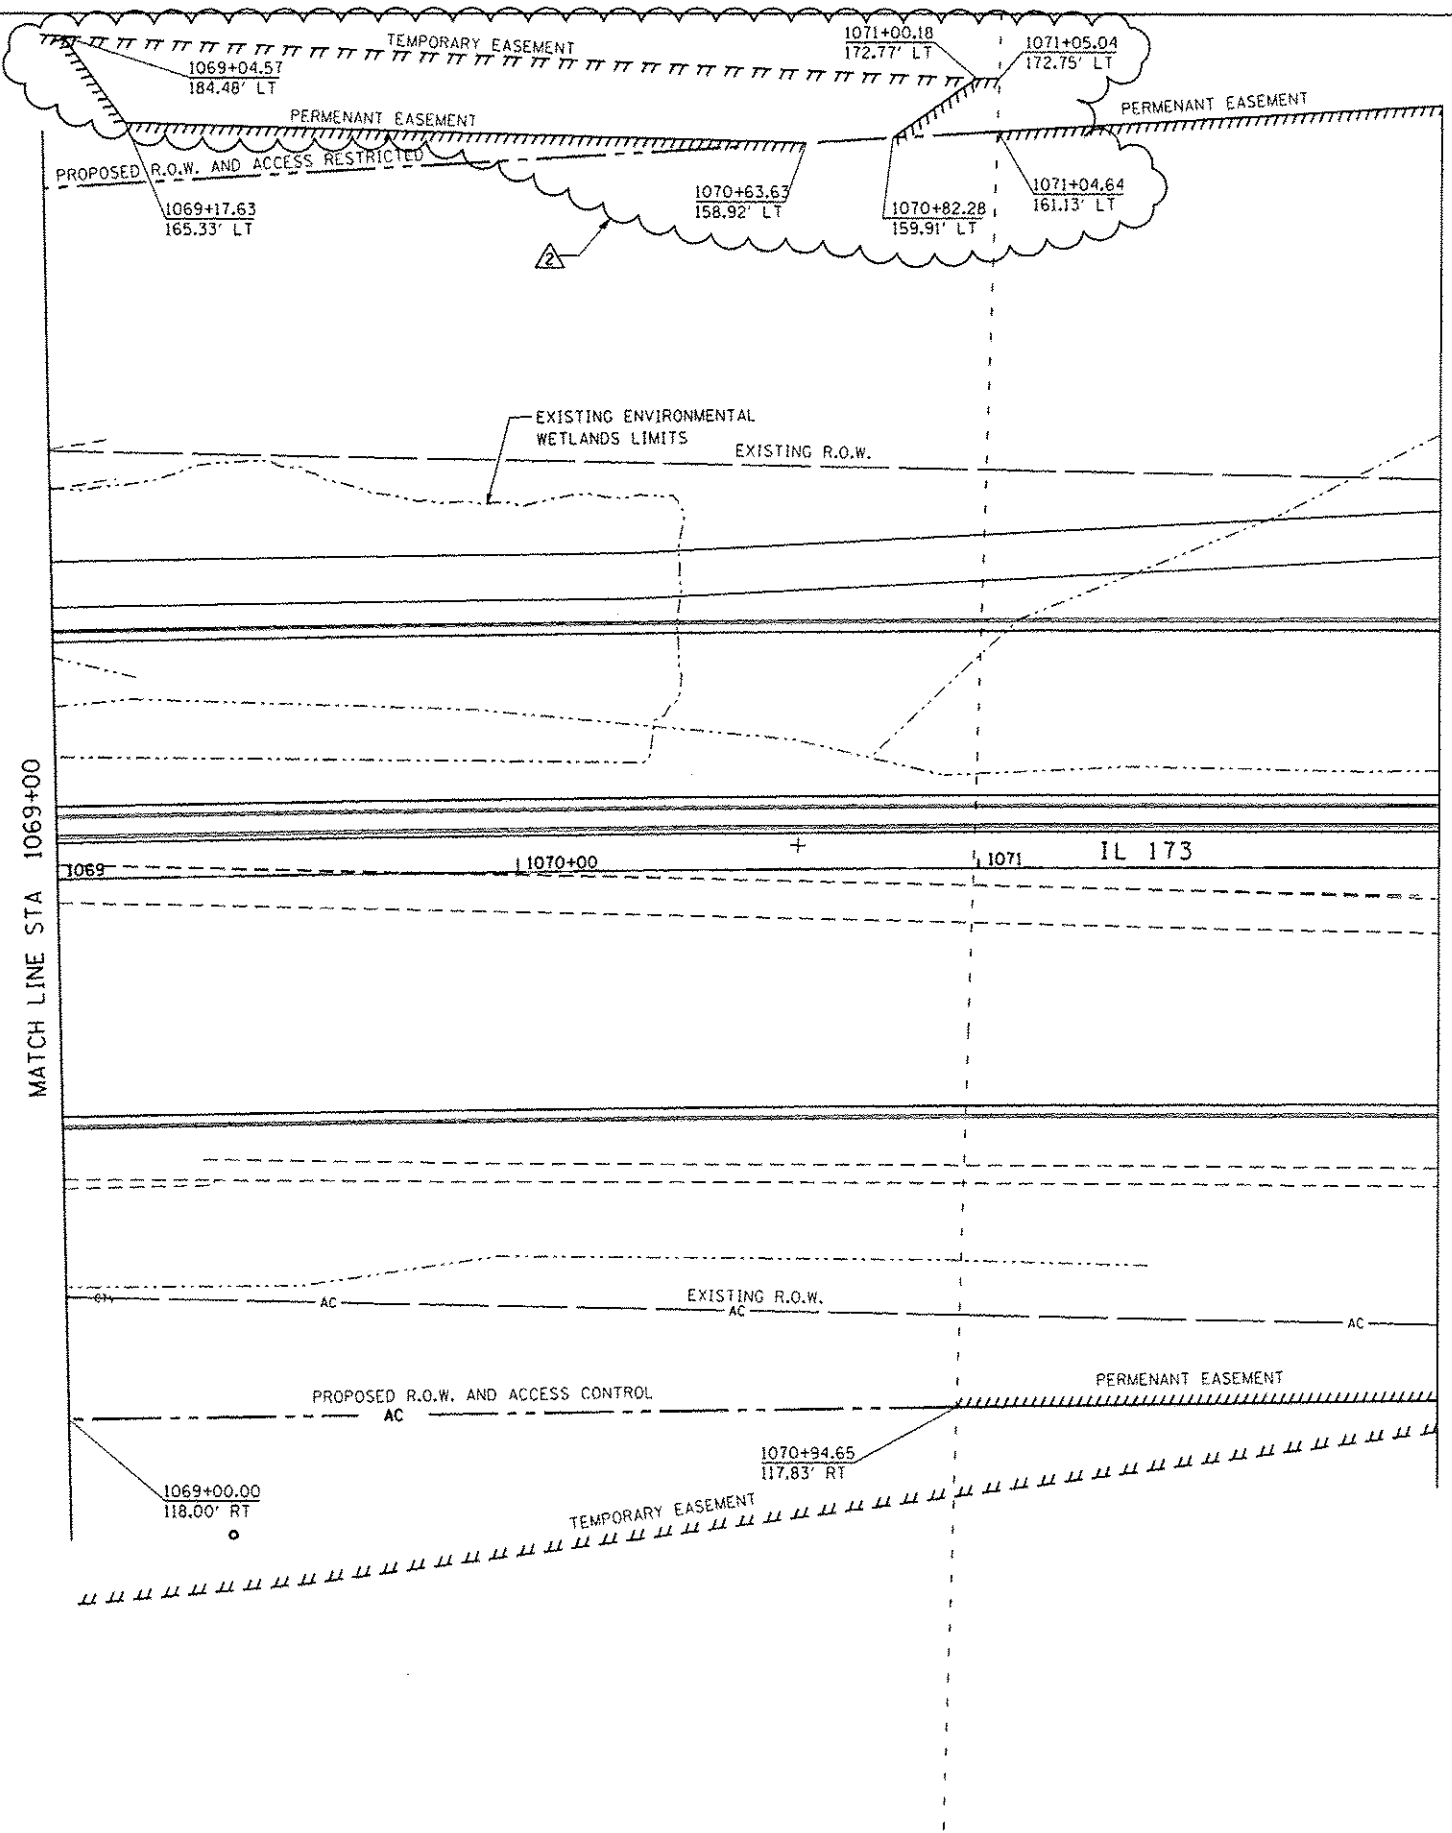 TEMPORARY EASEMENT
1069+04.57
184.48' LT
1071+00.18
172.77' LT
1071+05.04
172.75' LT
PERMENANT EASEMENT
PERMENANT EASEMENT
PROPOSED R.O.W. AND ACCESS RESTRICTED
1069+17.63
165.33' LT
1070+63.63
158.92' LT
1070+82.28
159.91' LT
1071+04.64
161.13' LT
2
EXISTING ENVIRONMENTAL
WETLANDS LIMITS
EXISTING R.O.W.
MATCH LINE STA 1069+00
1069
1070+00
1071
IL 173
EXISTING R.O.W.
AC
AC
AC
PROPOSED R.O.W. AND ACCESS CONTROL
AC
PERMENANT EASEMENT
1070+94.65
117.83' RT
1069+00.00
118.00' RT
TEMPORARY EASEMENT